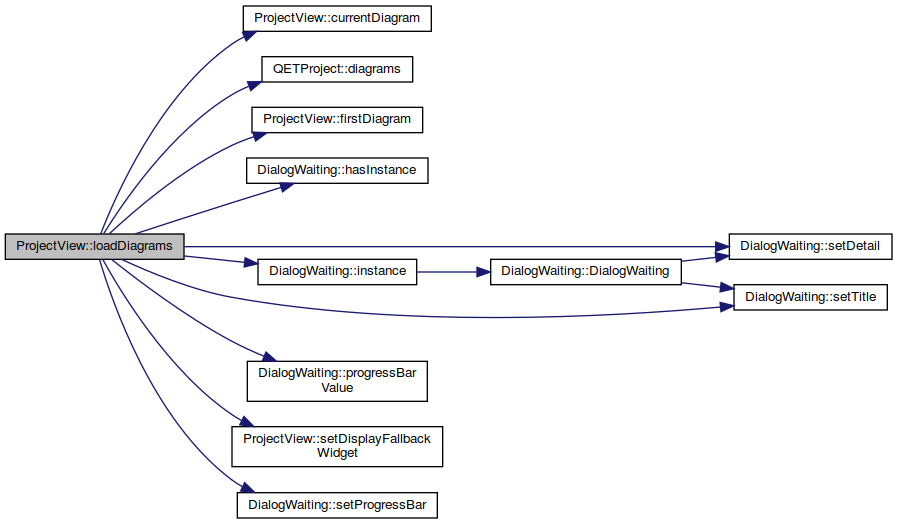 ProjectView::currentDiagram
QETProject::diagrams
ProjectView::firstDiagram
DialogWaiting::hasInstance
ProjectView::loadDiagrams
DialogWaiting::setDetail
DialogWaiting::instance
DialogWaiting::DialogWaiting
DialogWaiting::setTitle
DialogWaiting::progressBar
Value
ProjectView::setDisplayFallback
Widget
DialogWaiting::setProgressBar